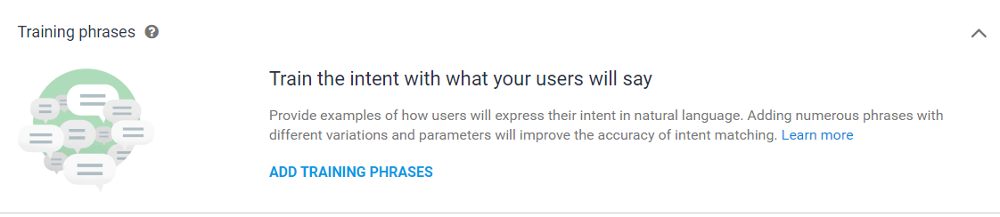 Training phrases
Train the intent with what your users will say
Provide examples of how users will express their intent in natural language. Adding numerous phrases with
different variations and parameters will improve the accuracy of intent matching. Learn more
ADD TRAINING PHRASES